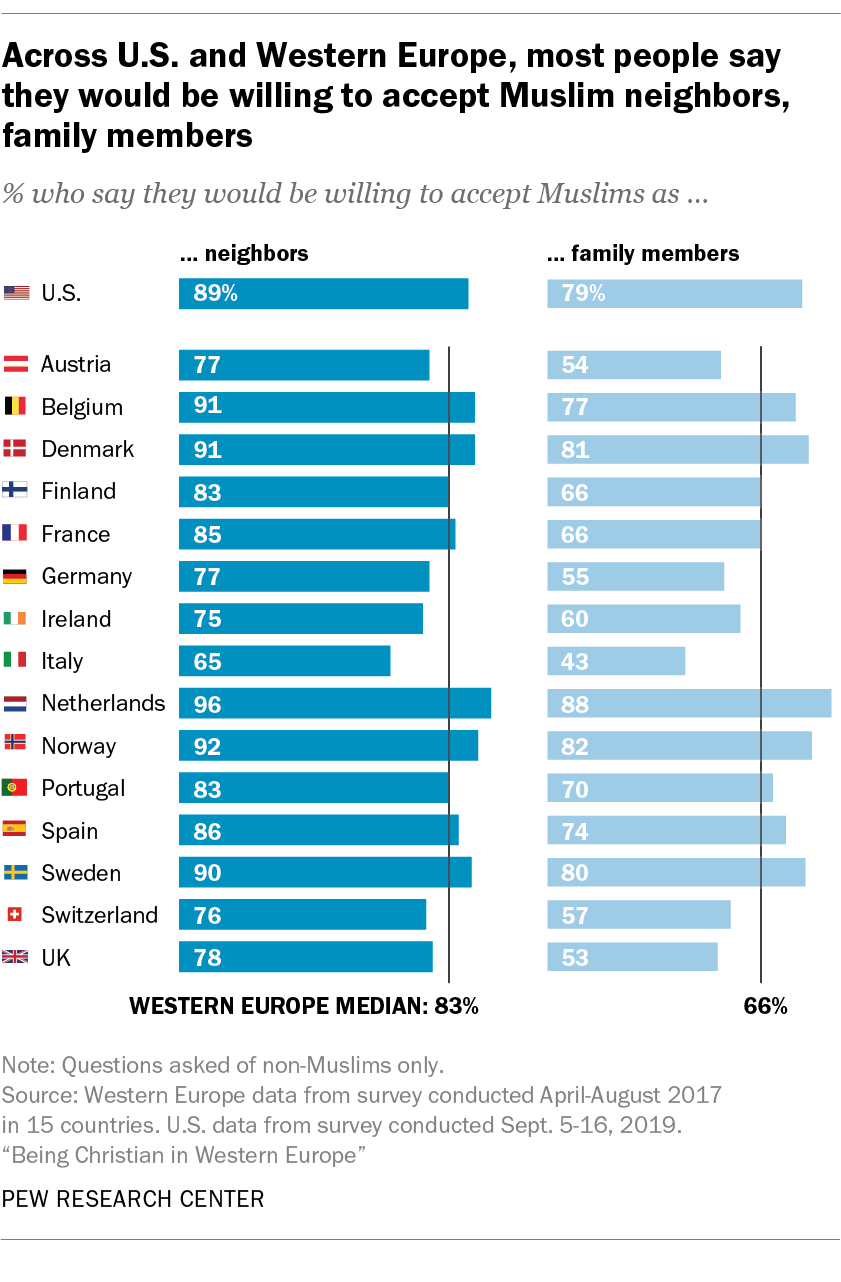 Across U.S. and Western Europe, most people say
they would be willing to accept Muslim neighbors,
family members
% who say they would be willing to accept Muslims as ...
... neighbors ... family members
U.S. 89% 79%
Austria 77 54
Belgium 91 77
Denmark 91 81
Finland 83 66
France 85 66
Germany 77 55
Ireland 75 60
Italy 65 43
Netherlands 96 88
Norway 92 82
Portugal 83 70
Spain 86 74
Sweden 90 80
Switzerland 76 57
UK 78 53
WESTERN EUROPE MEDIAN: 83% 66%
Note: Questions asked of non-Muslims only.
Source: Western Europe data from survey conducted April-August 2017
in 15 countries. U.S. data from survey conducted Sept. 5-16, 2019.
“Being Christian in Western Europe”
PEW RESEARCH CENTER